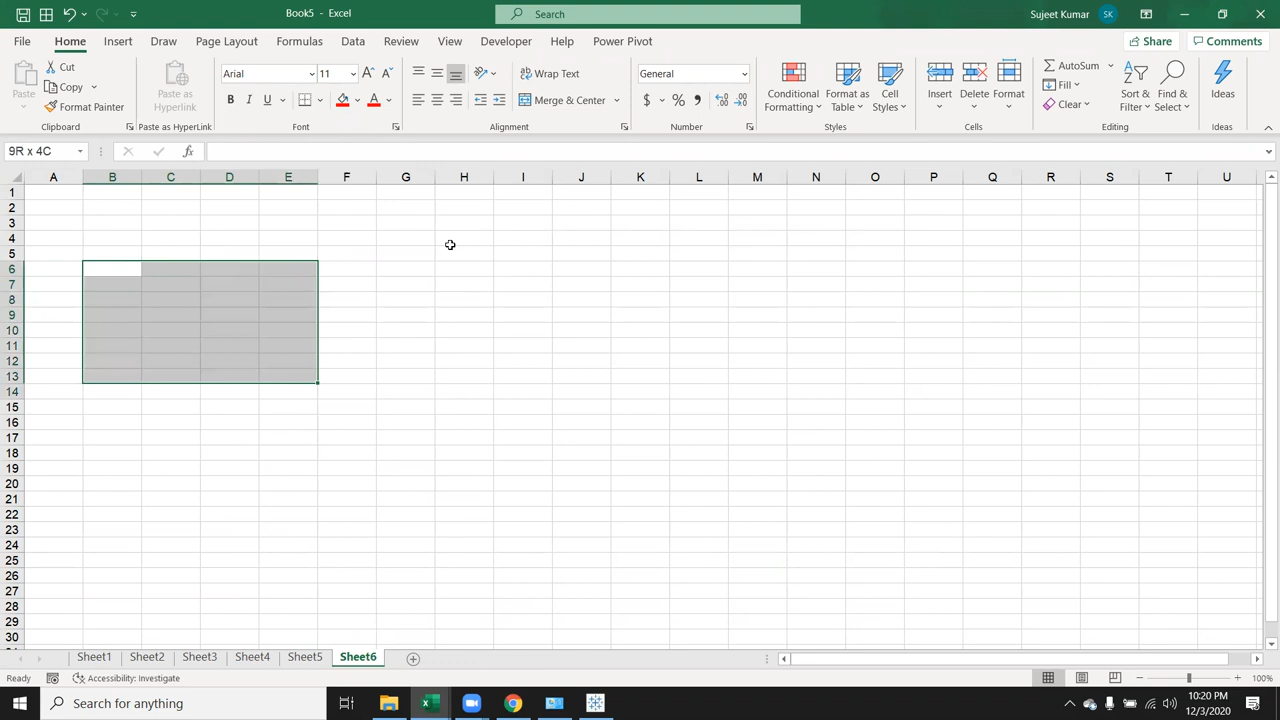 Book5 - Excel
Search
Sujeet Kumar
SK
File Home Insert Draw Page Layout Formulas Data Review View Developer Help Power Pivot
Share
Comments
Paste
Cut
Copy
Format Painter
Clipboard
Paste as
Hyperlink
Paste as HyperLink
Arial
11
B I U
Font
Wrap Text
Merge & Center
Alignment
General
$ % ,
Number
Conditional
Formatting
Format as
Table
Cell
Styles
Styles
Insert
Delete
Format
Cells
AutoSum
Fill
Clear
Sort &
Filter
Find &
Select
Editing
Ideas
Ideas
9R x 4C
fx
A B C D E F G H I J K L M N O P Q R S T U
1
2
3
4
5
6
7
8
9
10
11
12
13
14
15
16
17
18
19
20
21
22
23
24
25
26
27
28
29
30
Sheet1 Sheet2 Sheet3 Sheet4 Sheet5 Sheet6
Ready
Accessibility: Investigate
100%
Search for anything
10:20 PM
12/3/2020